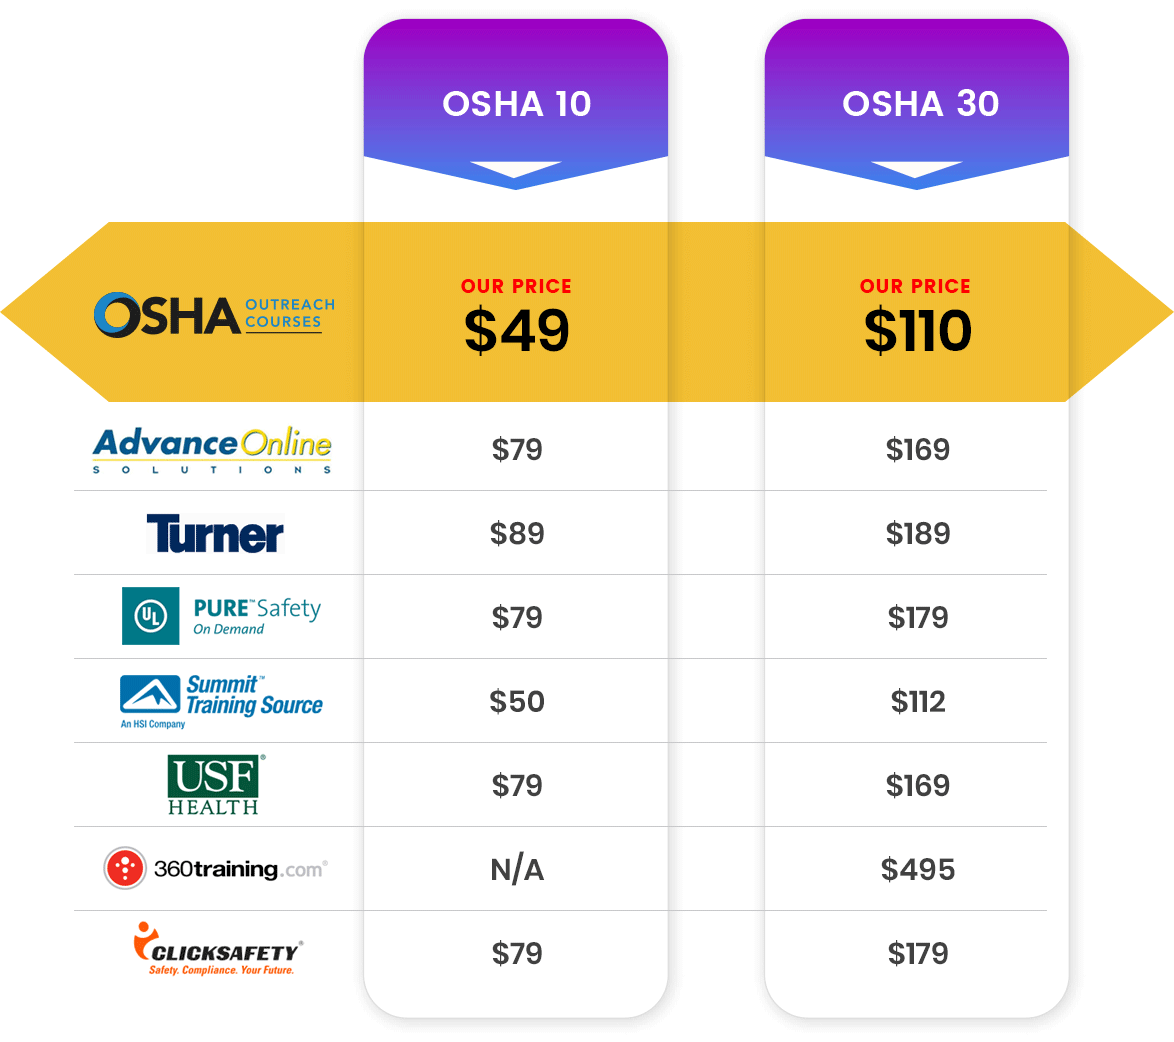 OSHA 10
OSHA 30
OSHA OUTREACH COURSES
OUR PRICE
$49
OUR PRICE
$110
Advance Online
SOLUTIONS
$79
$169
Turner
$89
$189
UL
PURE™ Safety
On Demand
$79
$179
Summit™
Training Source
An HSI Company
$50
$112
USF®
HEALTH
$79
$169
360training.com®
N/A
$495
CLICKSAFETY®
Safety. Compliance. Your Future.
$79
$179